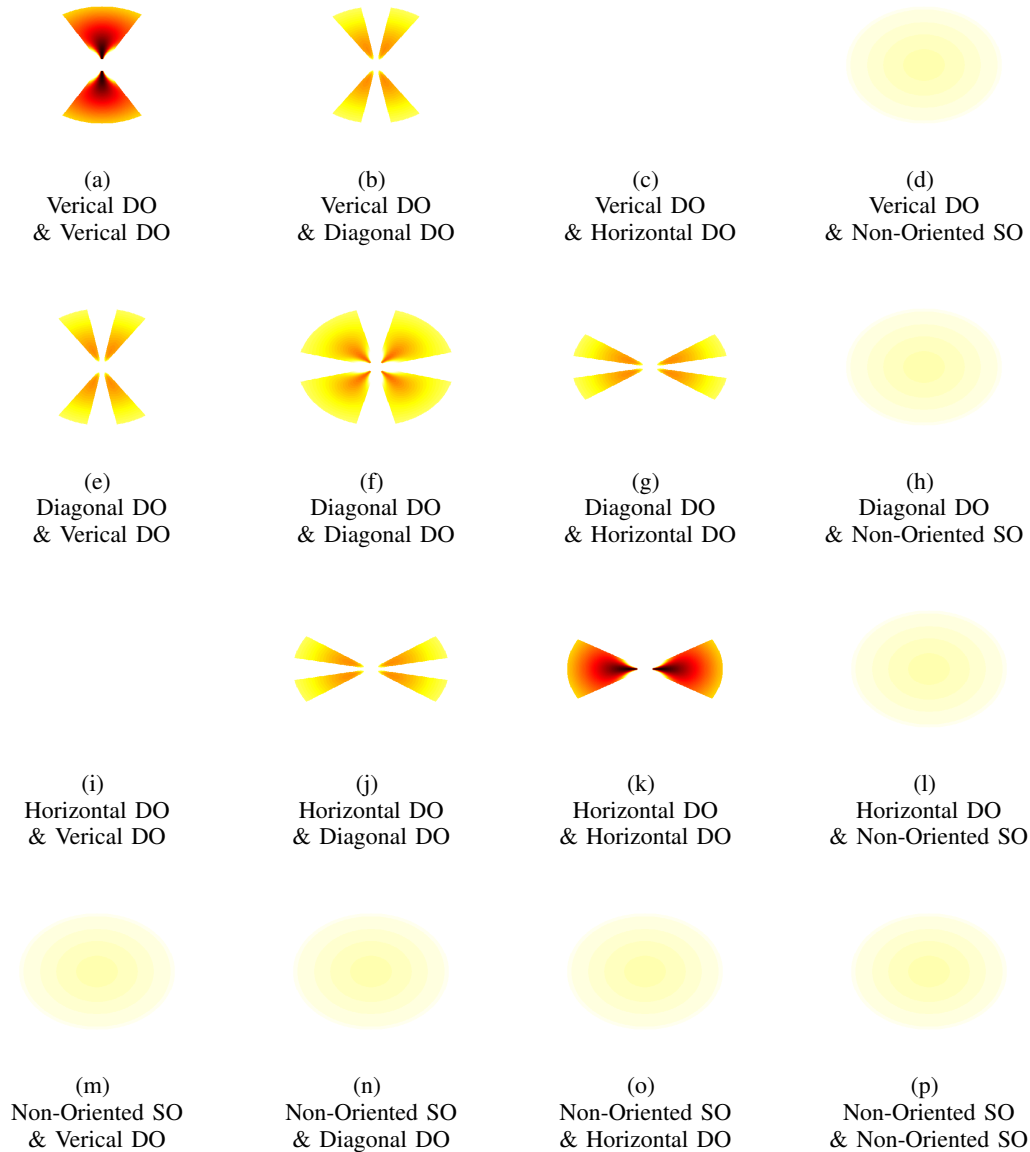 (a)
Verical DO
& Verical DO
(b)
Verical DO
& Diagonal DO
(c)
Verical DO
& Horizontal DO
(d)
Verical DO
& Non-Oriented SO
(e)
Diagonal DO
& Verical DO
(f)
Diagonal DO
& Diagonal DO
(g)
Diagonal DO
& Horizontal DO
(h)
Diagonal DO
& Non-Oriented SO
(i)
Horizontal DO
& Verical DO
(j)
Horizontal DO
& Diagonal DO
(k)
Horizontal DO
& Horizontal DO
(l)
Horizontal DO
& Non-Oriented SO
(m)
Non-Oriented SO
& Verical DO
(n)
Non-Oriented SO
& Diagonal DO
(o)
Non-Oriented SO
& Horizontal DO
(p)
Non-Oriented SO
& Non-Oriented SO